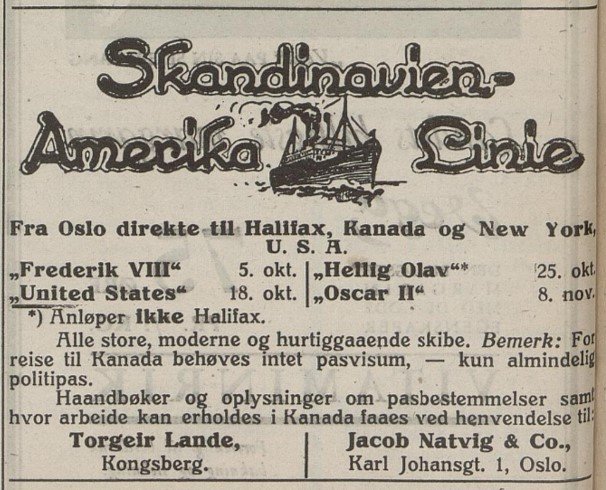 Skandinavien-
Amerika Linie
Fra Oslo direkte til Halifax, Kanada og New York,
U. S. A.
„Frederik VIII“ 5. okt. „Hellig Olav“* 25. okt.
„United States“ 18. okt. „Oscar II“ 8. nov.
*) Anløper ikke Halifax.
Alle store, moderne og hurtiggaaende skibe. Bemerk: For
reise til Kanada behøves intet pasvisum, — kun almindelig
politipas.
Haandbøker og oplysninger om pasbestemmelser samt
hvor arbeide kan erholdes i Kanada faaes ved henvendelse til:
Torgeir Lande, Jacob Natvig & Co.,
Kongsberg. Karl Johansgt. 1, Oslo.